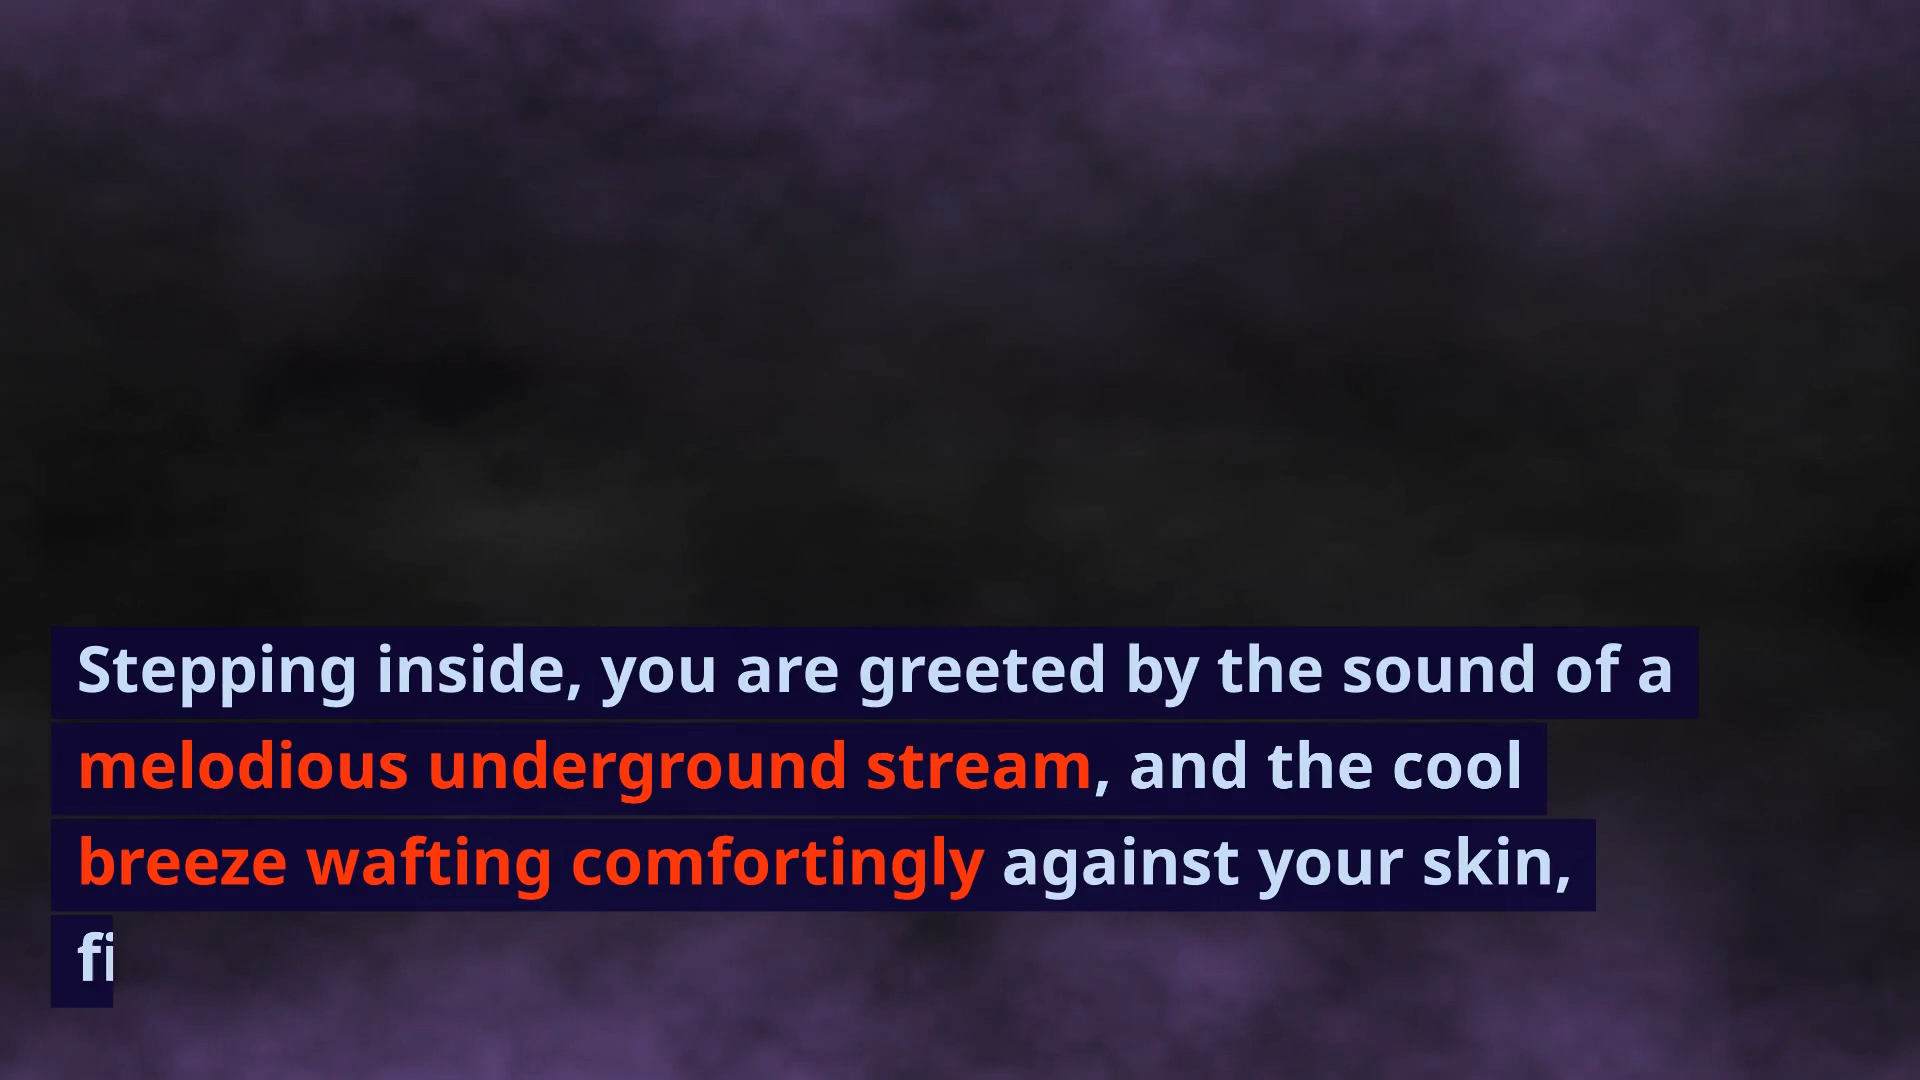 Stepping inside, you are greeted by the sound of a
melodious underground stream, and the cool
breeze wafting comfortingly against your skin,
fi